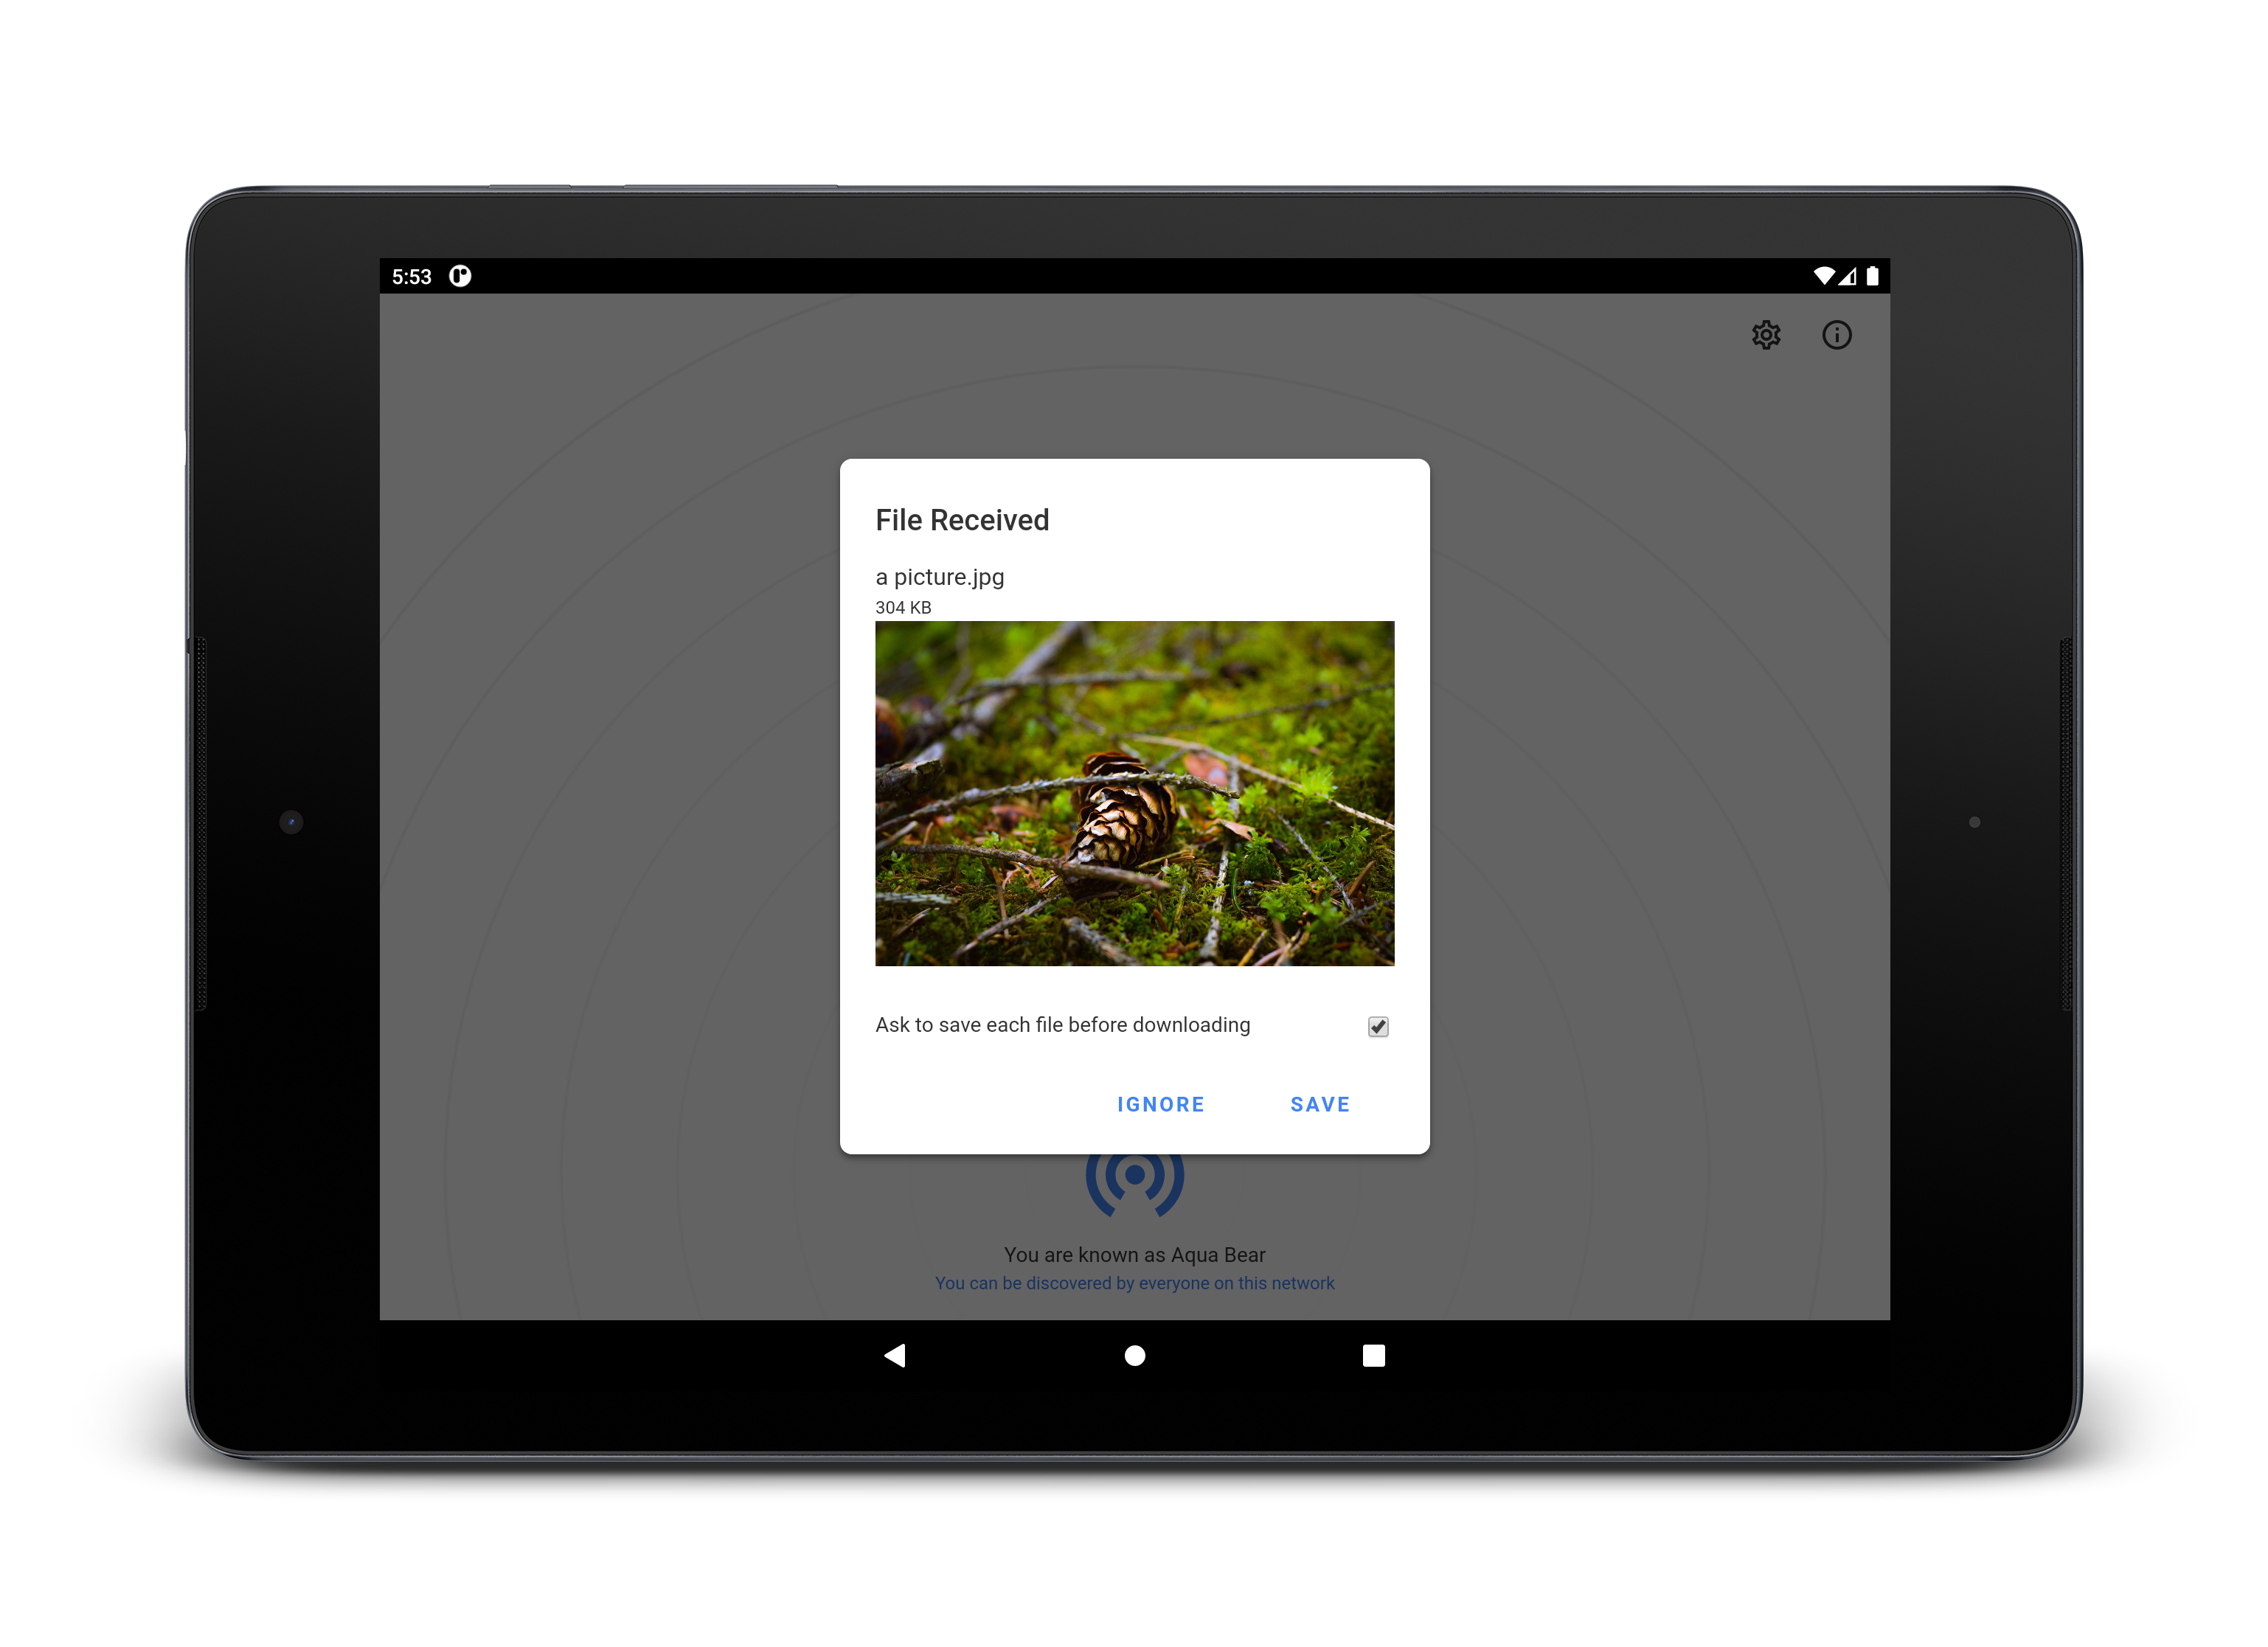 5:53
File Received
a picture.jpg
304 KB
Ask to save each file before downloading
IGNORE SAVE
You are known as Aqua Bear
You can be discovered by everyone on this network